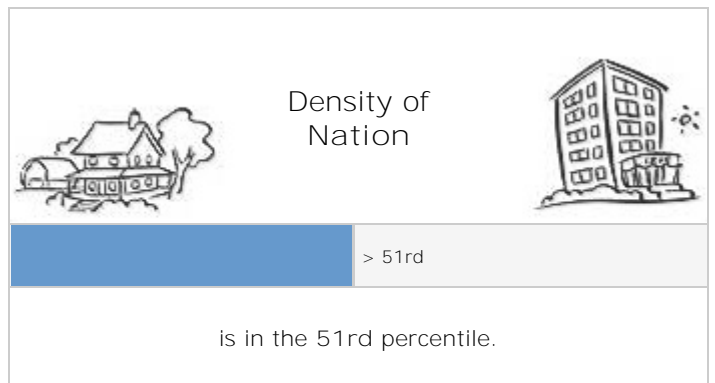 Density of
Nation
> 51rd
is in the 51rd percentile.